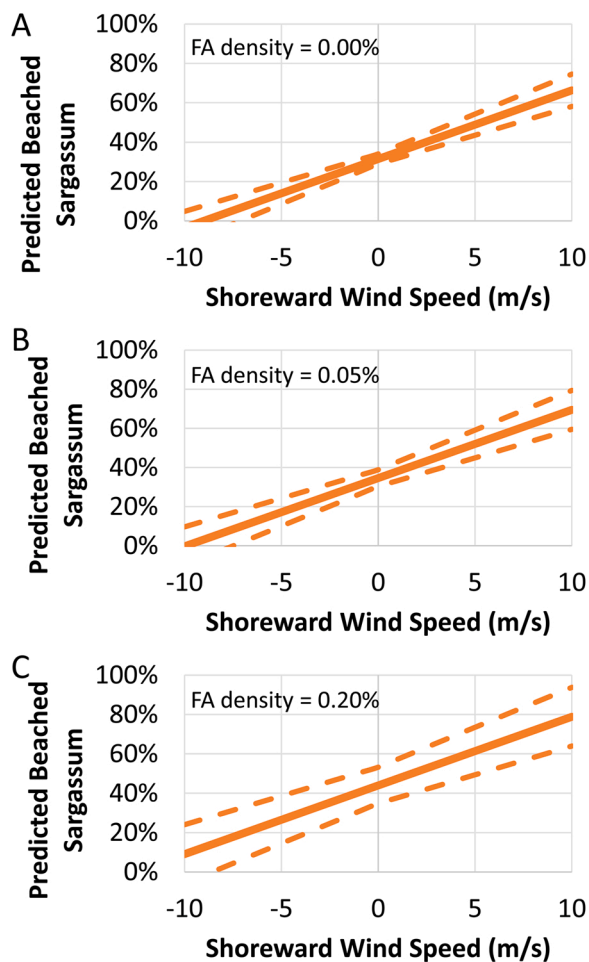 A
100%
FA density = 0.00%
80%
60%
40%
20%
0%
Predicted Beached
Sargassum
-10 -5 0 5 10
Shoreward Wind Speed (m/s)
B
100%
FA density = 0.05%
80%
60%
40%
20%
0%
Predicted Beached
Sargassum
-10 -5 0 5 10
Shoreward Wind Speed (m/s)
C
100%
FA density = 0.20%
80%
60%
40%
20%
0%
Predicted Beached
Sargassum
-10 -5 0 5 10
Shoreward Wind Speed (m/s)